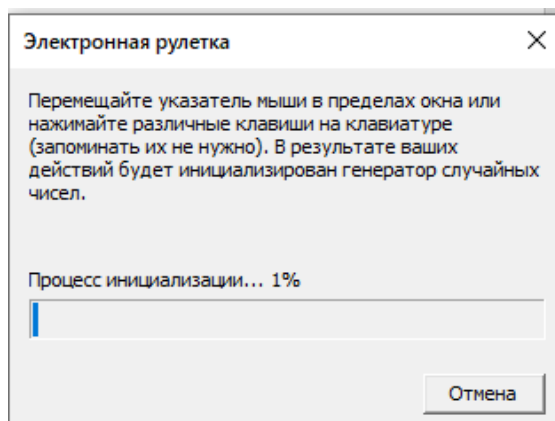 Электронная рулетка
Перемещайте указатель мыши в пределах окна или
нажимайте различные клавиши на клавиатуре
(запоминать их не нужно). В результате ваших
действий будет инициализирован генератор случайных
чисел.
Процесс инициализации... 1%
Отмена